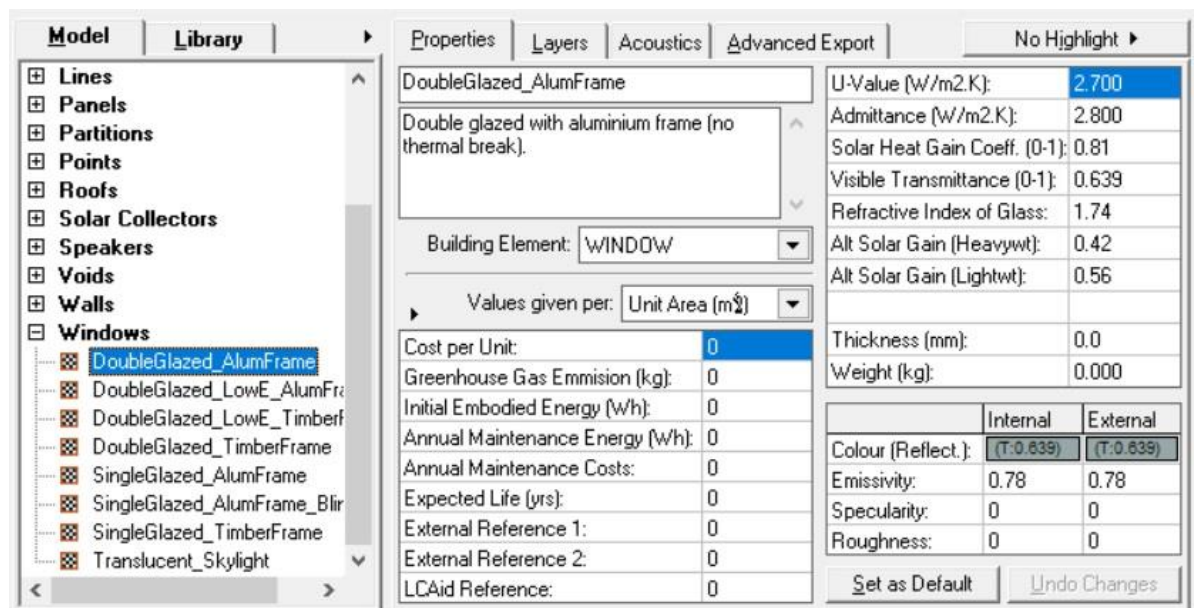 Model
Library
Lines
Panels
Partitions
Points
Roofs
Solar Collectors
Speakers
Voids
Walls
Windows
DoubleGlazed_AlumFrame
DoubleGlazed_LowE_AlumFra
DoubleGlazed_LowE_TimberF
DoubleGlazed_TimberFrame
SingleGlazed_AlumFrame
SingleGlazed_AlumFrame_Blin
SingleGlazed_TimberFrame
Translucent_Skylight
Properties
Layers
Acoustics
Advanced Export
No Highlight
DoubleGlazed_AlumFrame
Double glazed with aluminium frame (no
thermal break).
Building Element: WINDOW
Values given per: Unit Area (m²)
Cost per Unit: 0
Greenhouse Gas Emmision (kg): 0
Initial Embodied Energy (Wh): 0
Annual Maintenance Energy (Wh): 0
Annual Maintenance Costs: 0
Expected Life (yrs): 0
External Reference 1: 0
External Reference 2: 0
LCAid Reference: 0
U-Value (W/m2.K): 2.700
Admittance (W/m2.K): 2.800
Solar Heat Gain Coeff. (0-1): 0.81
Visible Transmittance (0-1): 0.639
Refractive Index of Glass: 1.74
Alt Solar Gain (Heavywt): 0.42
Alt Solar Gain (Lightwt): 0.56
Thickness (mm): 0.0
Weight (kg): 0.000
Internal External
Colour (Reflect.): (T:0.639) (T:0.639)
Emissivity: 0.78 0.78
Specularity: 0 0
Roughness: 0 0
Set as Default
Undo Changes